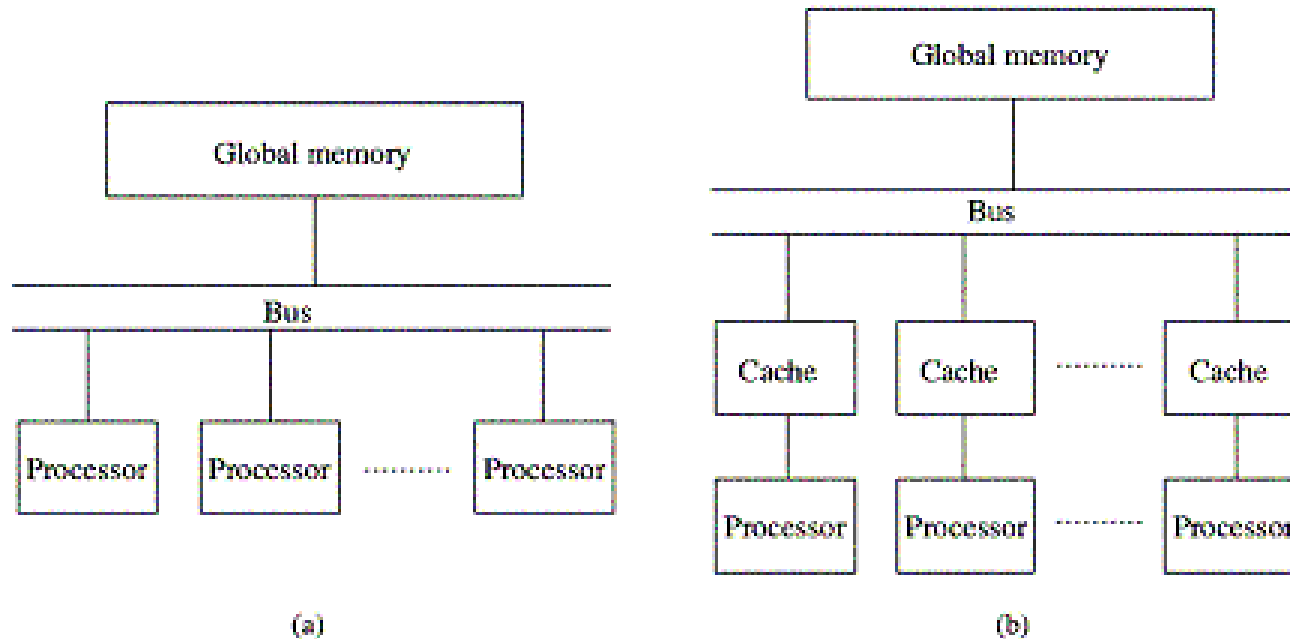 Global memory
Bus
Processor Processor Processor
(a)
Global memory
Bus
Cache Cache Cache
Processor Processor Processor
(b)